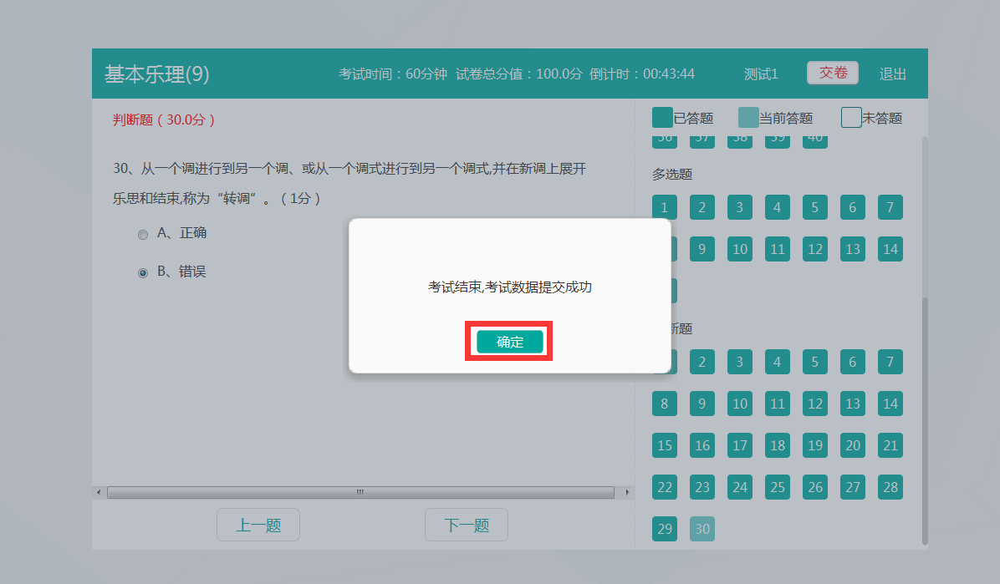 基本乐理(9) 考试时间：60分钟 试卷总分值：100.0分 倒计时：00:43:44 测试1 交卷 退出
判断题（30.0分）
30、从一个调进行到另一个调、或从一个调式进行到另一个调式,并在新调上展开
乐思和结束,称为“转调”。（1分）
A、正确
B、错误
上一题 下一题
已答题 当前答题 未答题
36 37 38 39 40
多选题
1 2 3 4 5 6 7
9 10 11 12 13 14
断题
2 3 4 5 6 7
8 9 10 11 12 13 14
15 16 17 18 19 20 21
22 23 24 25 26 27 28
29 30
考试结束,考试数据提交成功
确定